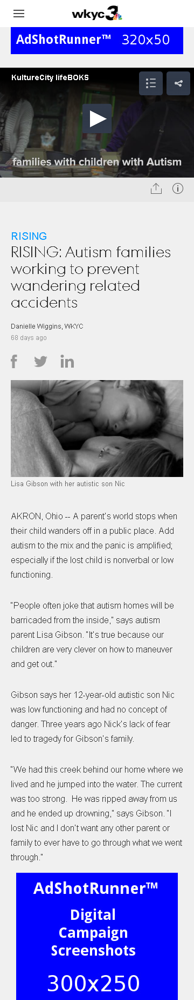 wkyc 3
AdShotRunner™ 320x50
KultureCity lifeBOKS
families with children with Autism
RISING
RISING: Autism families
working to prevent
wandering related
accidents
Danielle Wiggins, WKYC
68 days ago
Lisa Gibson with her autistic son Nic
AKRON, Ohio -- A parent's world stops when
their child wanders off in a public place. Add
autism to the mix and the panic is amplified;
especially if the lost child is nonverbal or low
functioning.
"People often joke that autism homes will be
barricaded from the inside," says autism
parent Lisa Gibson. "It's true because our
children are very clever on how to maneuver
and get out."
Gibson says her 12-year-old autistic son Nic
was low functioning and had no concept of
danger. Three years ago Nick's lack of fear
led to tragedy for Gibson's family.
"We had this creek behind our home where we
lived and he jumped into the water. The current
was too strong.  He was ripped away from us
and he ended up drowning," says Gibson. "I
lost Nic and I don't want any other parent or
family to ever have to go through what we went
through."
AdShotRunner™
Digital
Campaign
Screenshots
300x250